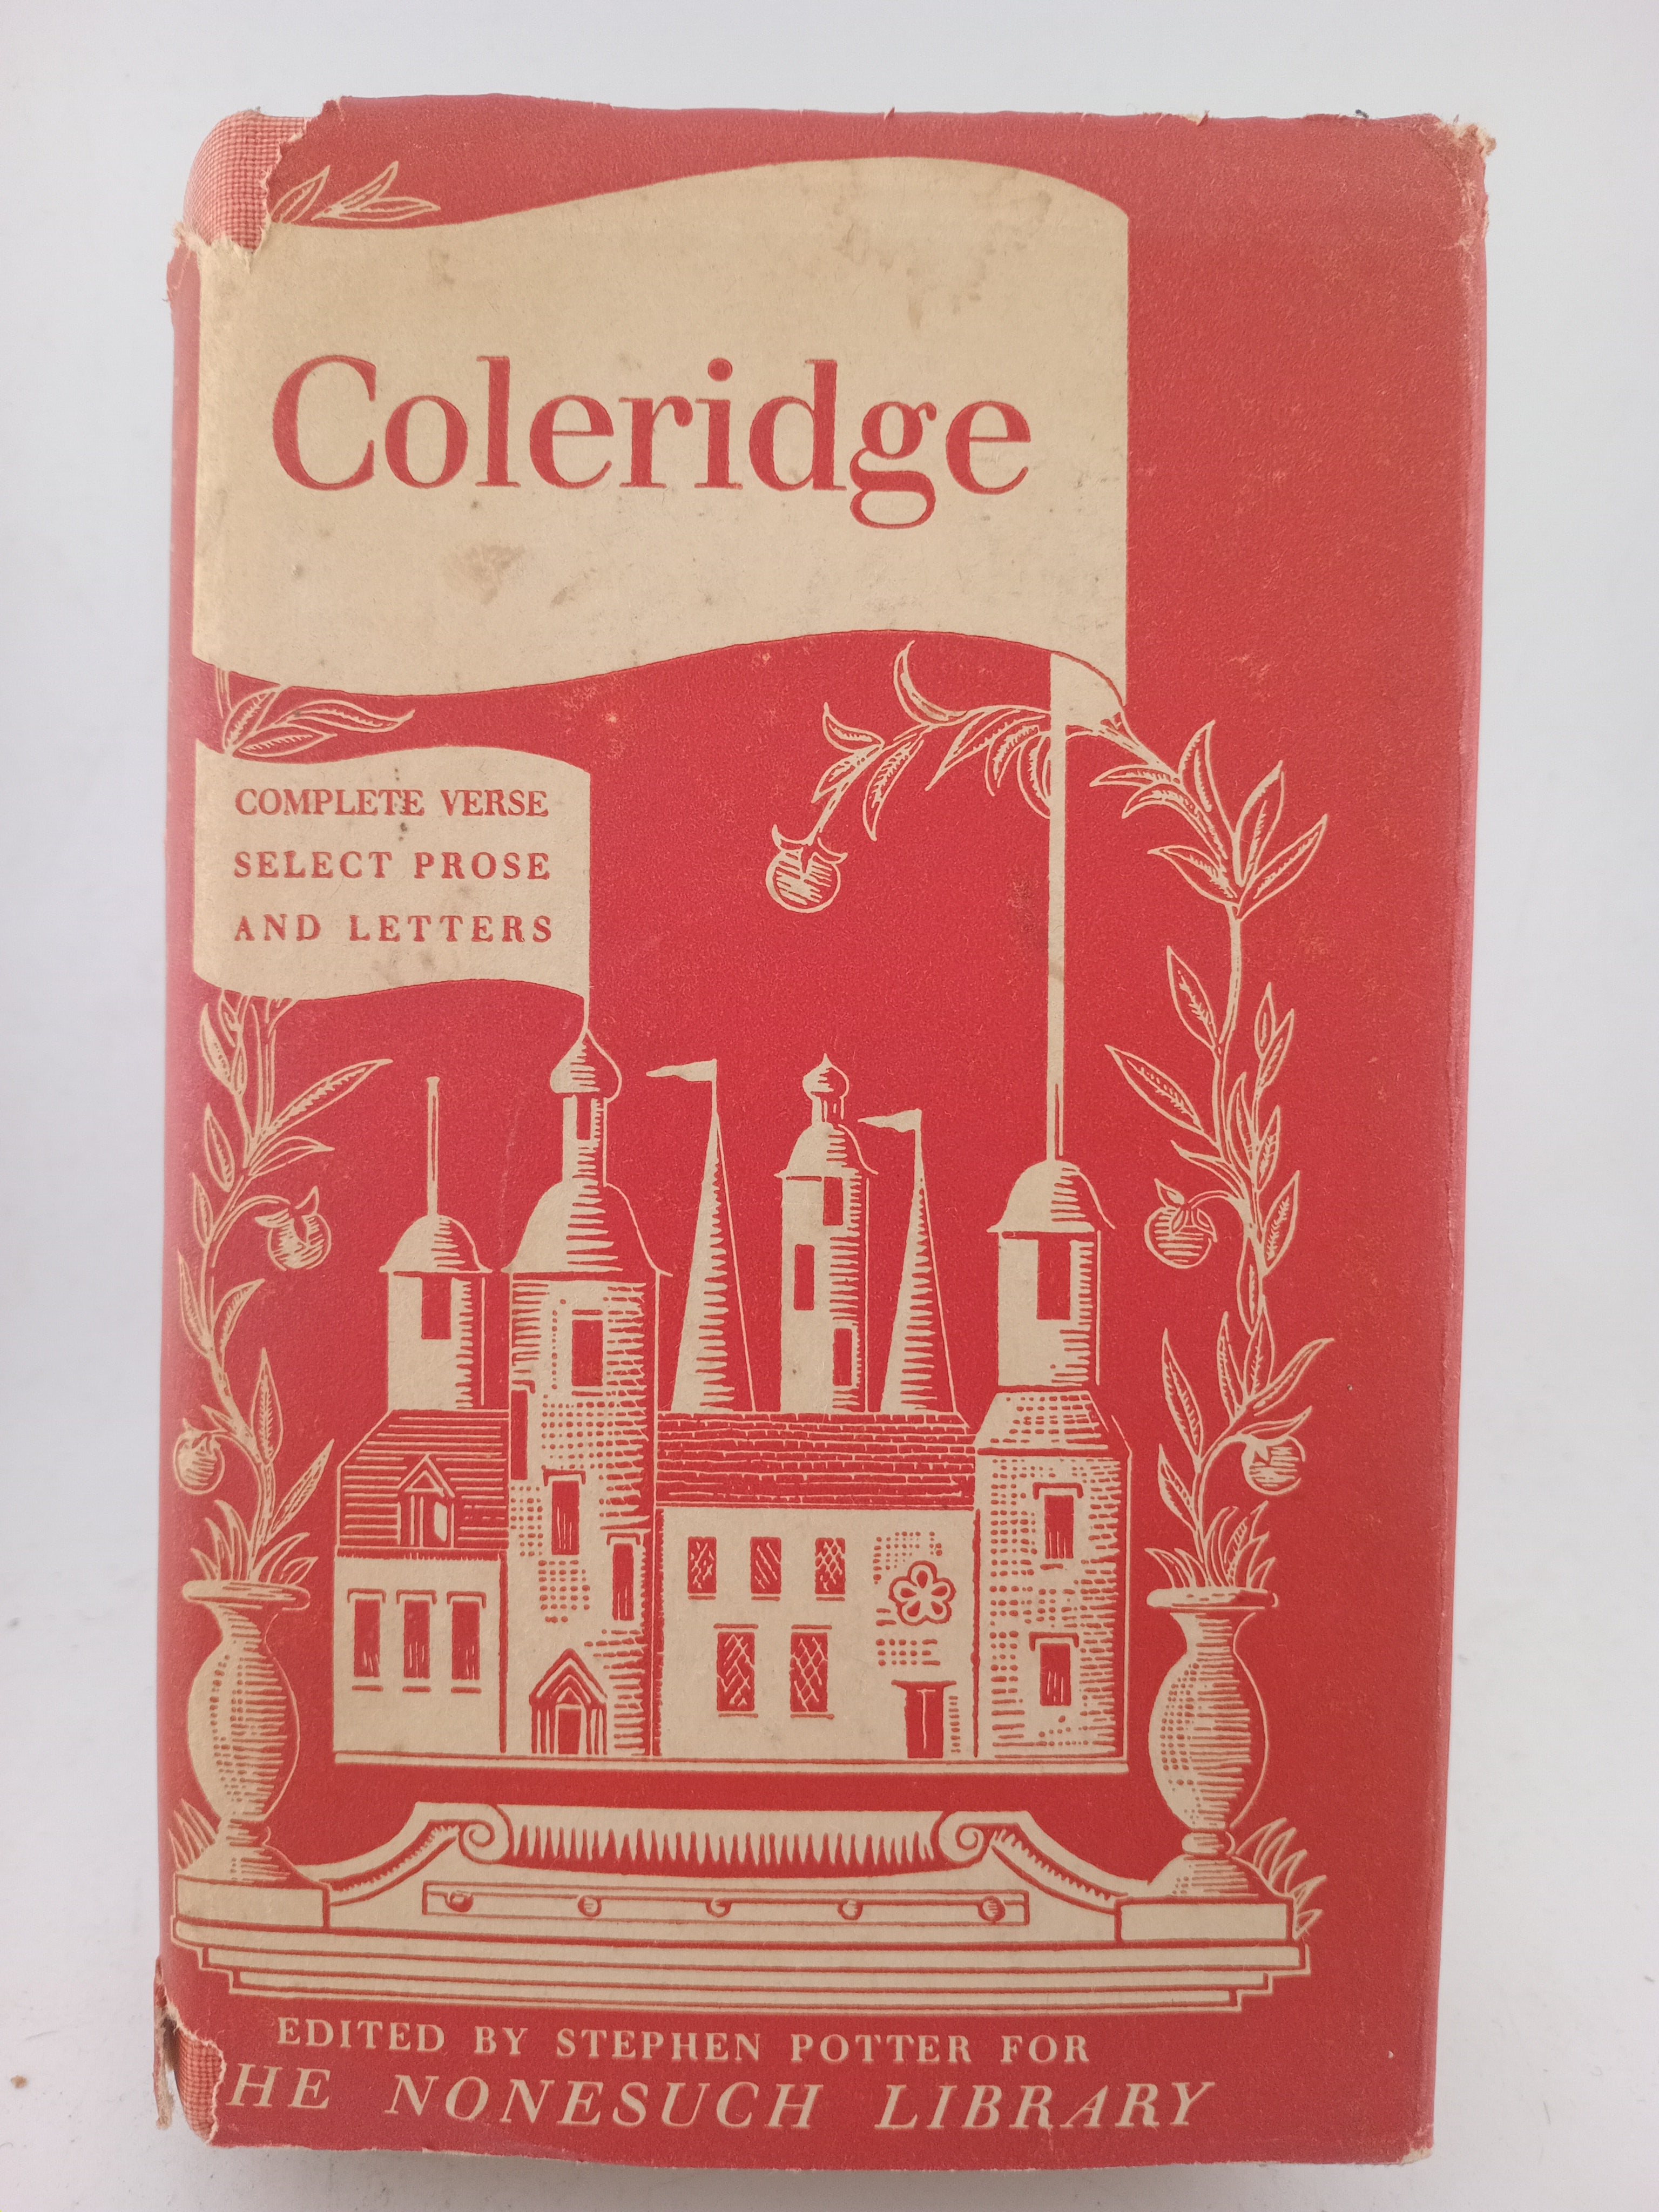 Coleridge
COMPLETE VERSE
SELECT PROSE
AND LETTERS
EDITED BY STEPHEN POTTER FOR
HE NONESUCH LIBRARY